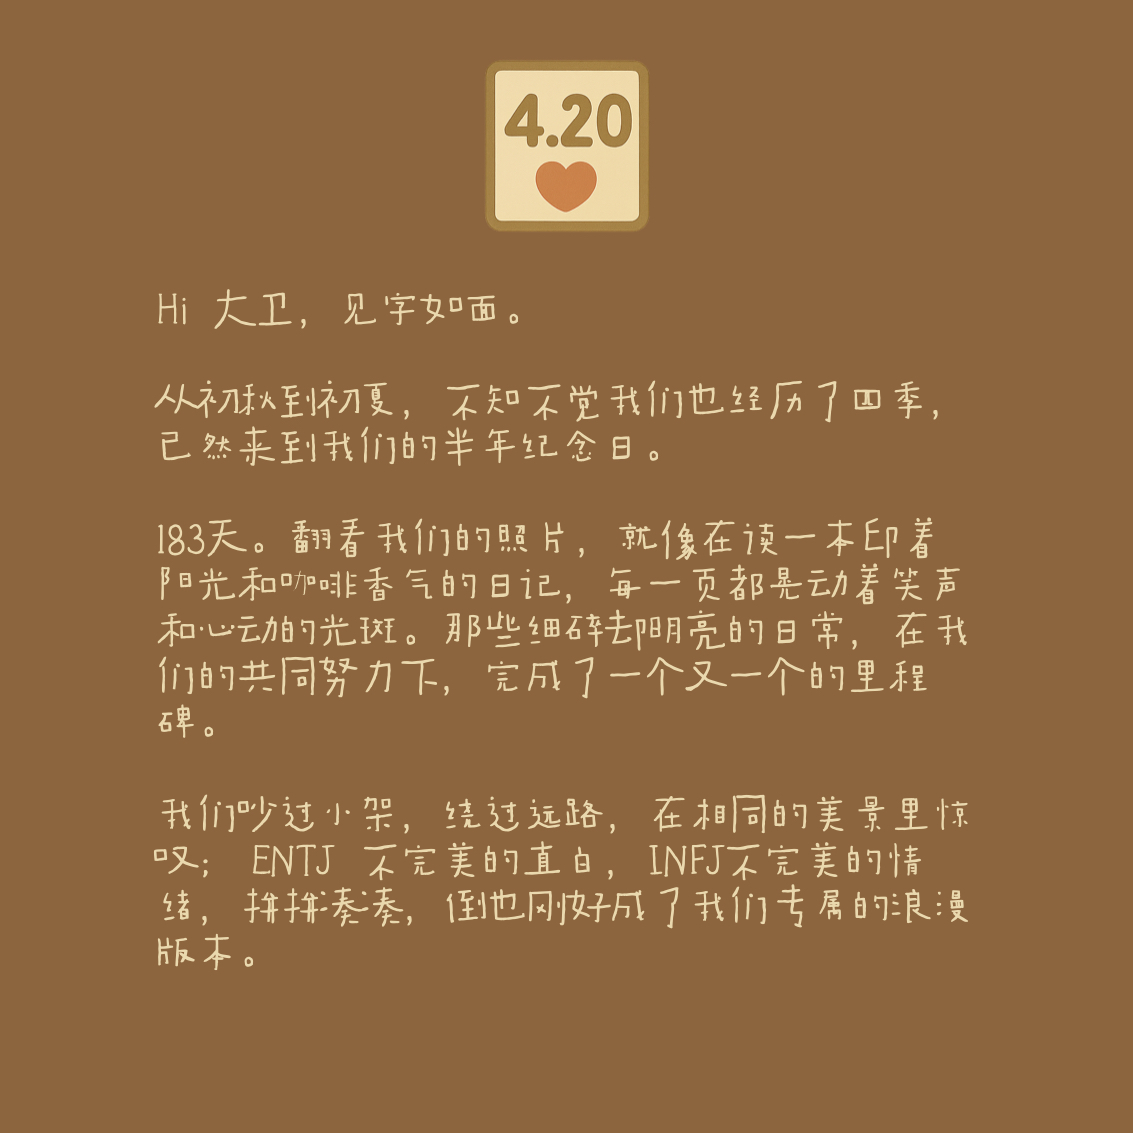 4.20
Hi 大卫，见字如面。
从初秋到初夏，不知不觉我们也经历了四季，
已然来到我们的半年纪念日。
183天。翻看我们的照片，就像在读一本印着
阳光和咖啡香气的日记，每一页都晃动着笑声
和心动的光斑。那些细碎却明亮的日常，在我
们的共同努力下，完成了一个又一个的里程
碑。
我们吵过小架，绕过远路，在相同的美景里惊
叹； ENTJ 不完美的直白，INFJ不完美的情
绪，拼拼凑凑，倒也刚好成了我们专属的浪漫
版本。